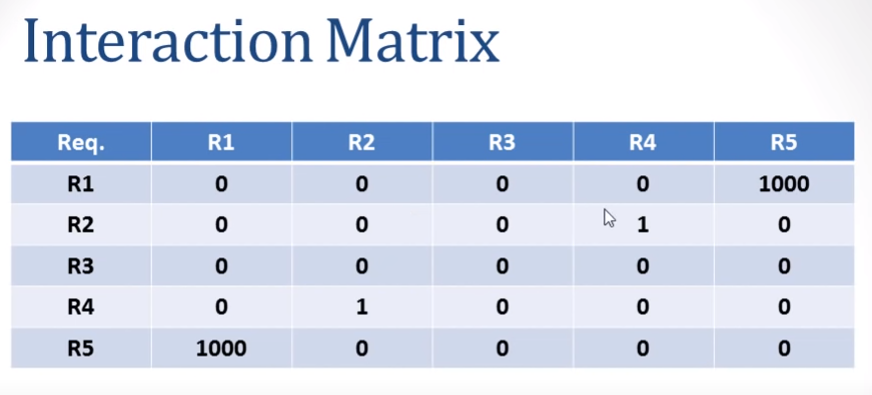 Interaction Matrix
Req. R1 R2 R3 R4 R5
R1 0 0 0 0 1000
R2 0 0 0 1 0
R3 0 0 0 0 0
R4 0 1 0 0 0
R5 1000 0 0 0 0